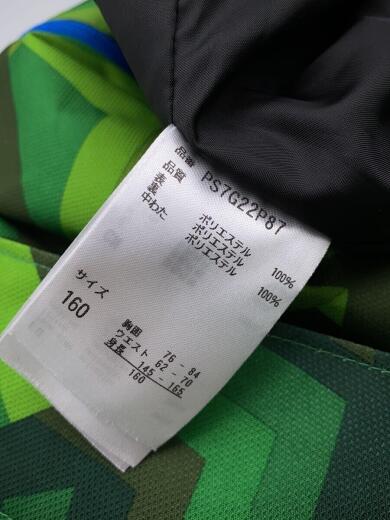 品番 PS7G22P87
品質
表 ポリエステル 100%
裏 ポリエステル
中わた ポリエステル 100%
サイズ
160
胸囲 76 - 84
ウエスト 62 - 70
身長 145 - 165
160